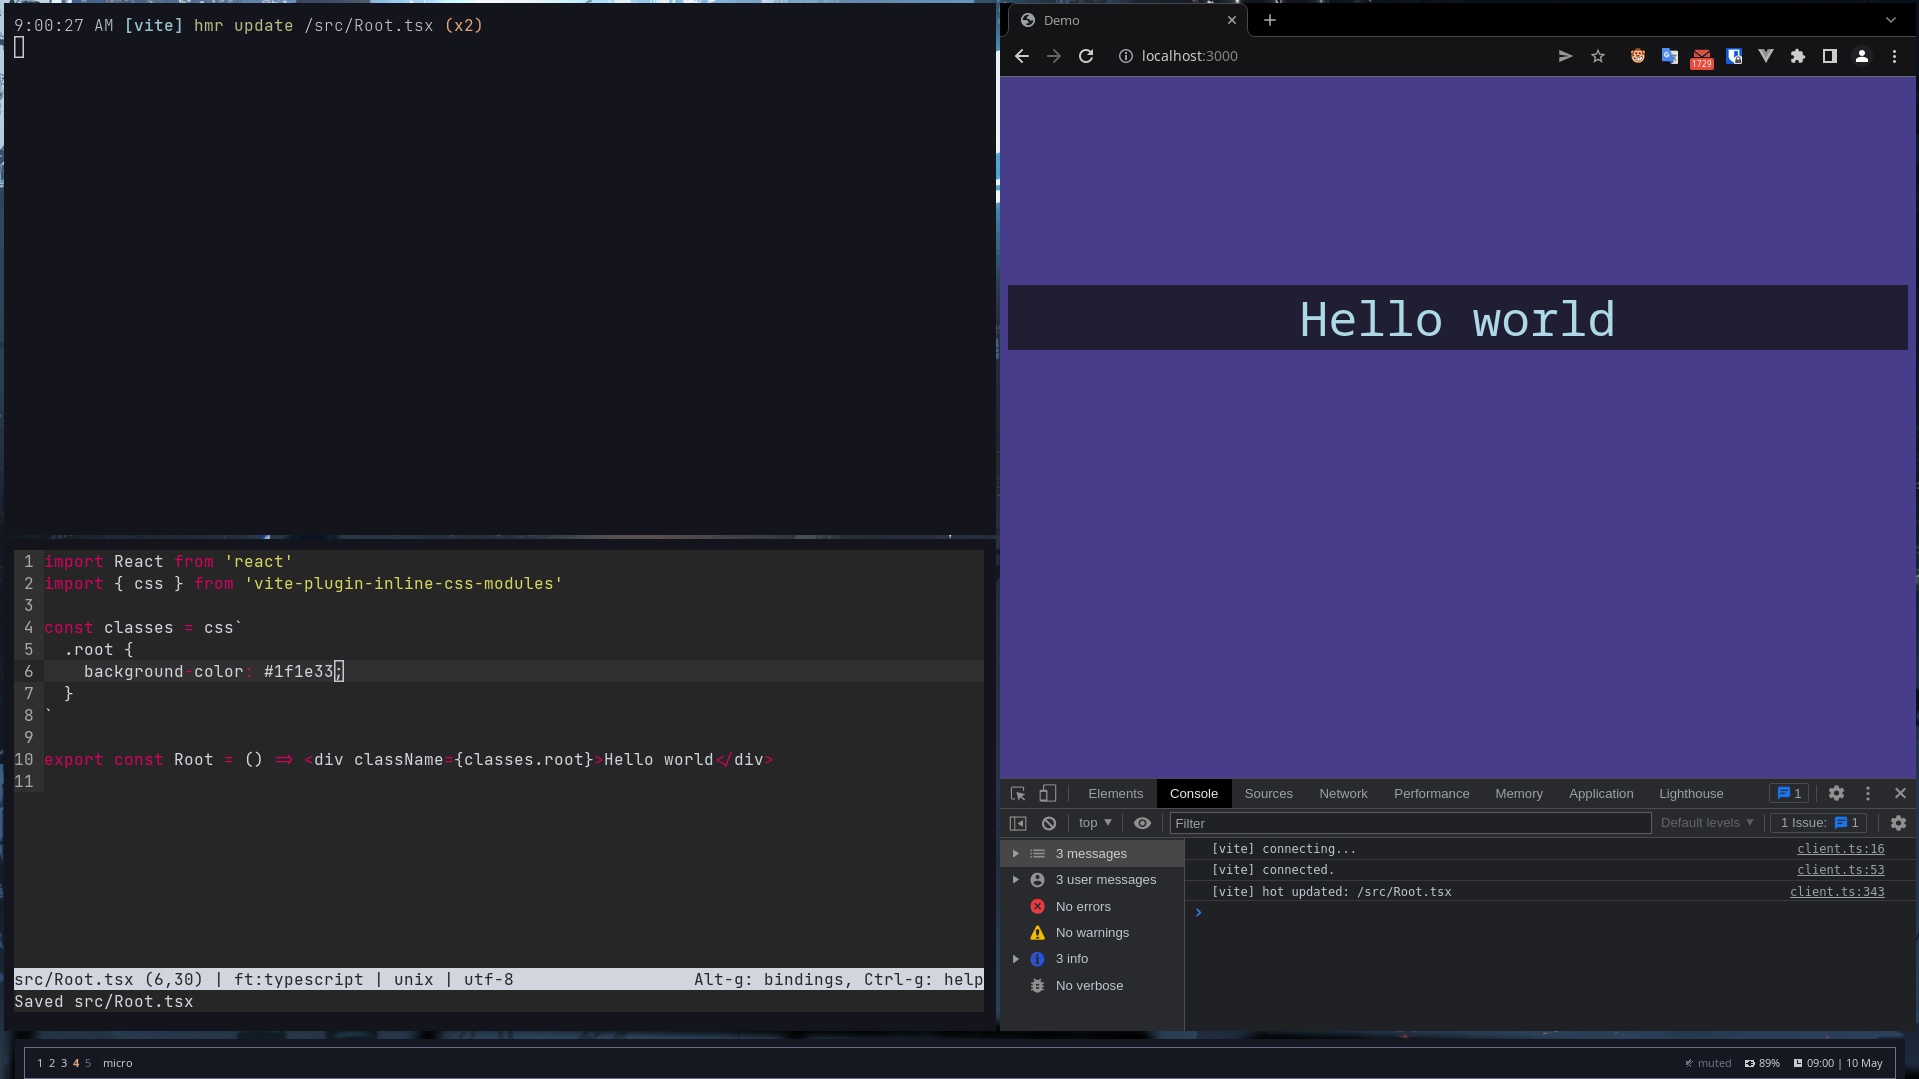 9:00:27 AM [vite] hmr update /src/Root.tsx (x2)
1 import React from 'react'
2 import { css } from 'vite-plugin-inline-css-modules'
3
4 const classes = css`
5   .root {
6     background-color: #1f1e33;
7   }
8 `
9
10 export const Root = () => <div className={classes.root}>Hello world</div>
11
src/Root.tsx (6,30) | ft:typescript | unix | utf-8 Alt-g: bindings, Ctrl-g: help
Saved src/Root.tsx
Demo
localhost:3000
1729
Hello world
Elements Console Sources Network Performance Memory Application Lighthouse 1
top Filter Default levels 1 Issue: 1
3 messages
3 user messages
No errors
No warnings
3 info
No verbose
[vite] connecting... client.ts:16
[vite] connected. client.ts:53
[vite] hot updated: /src/Root.tsx client.ts:343
1 2 3 4 5 micro muted 89% 09:00 | 10 May